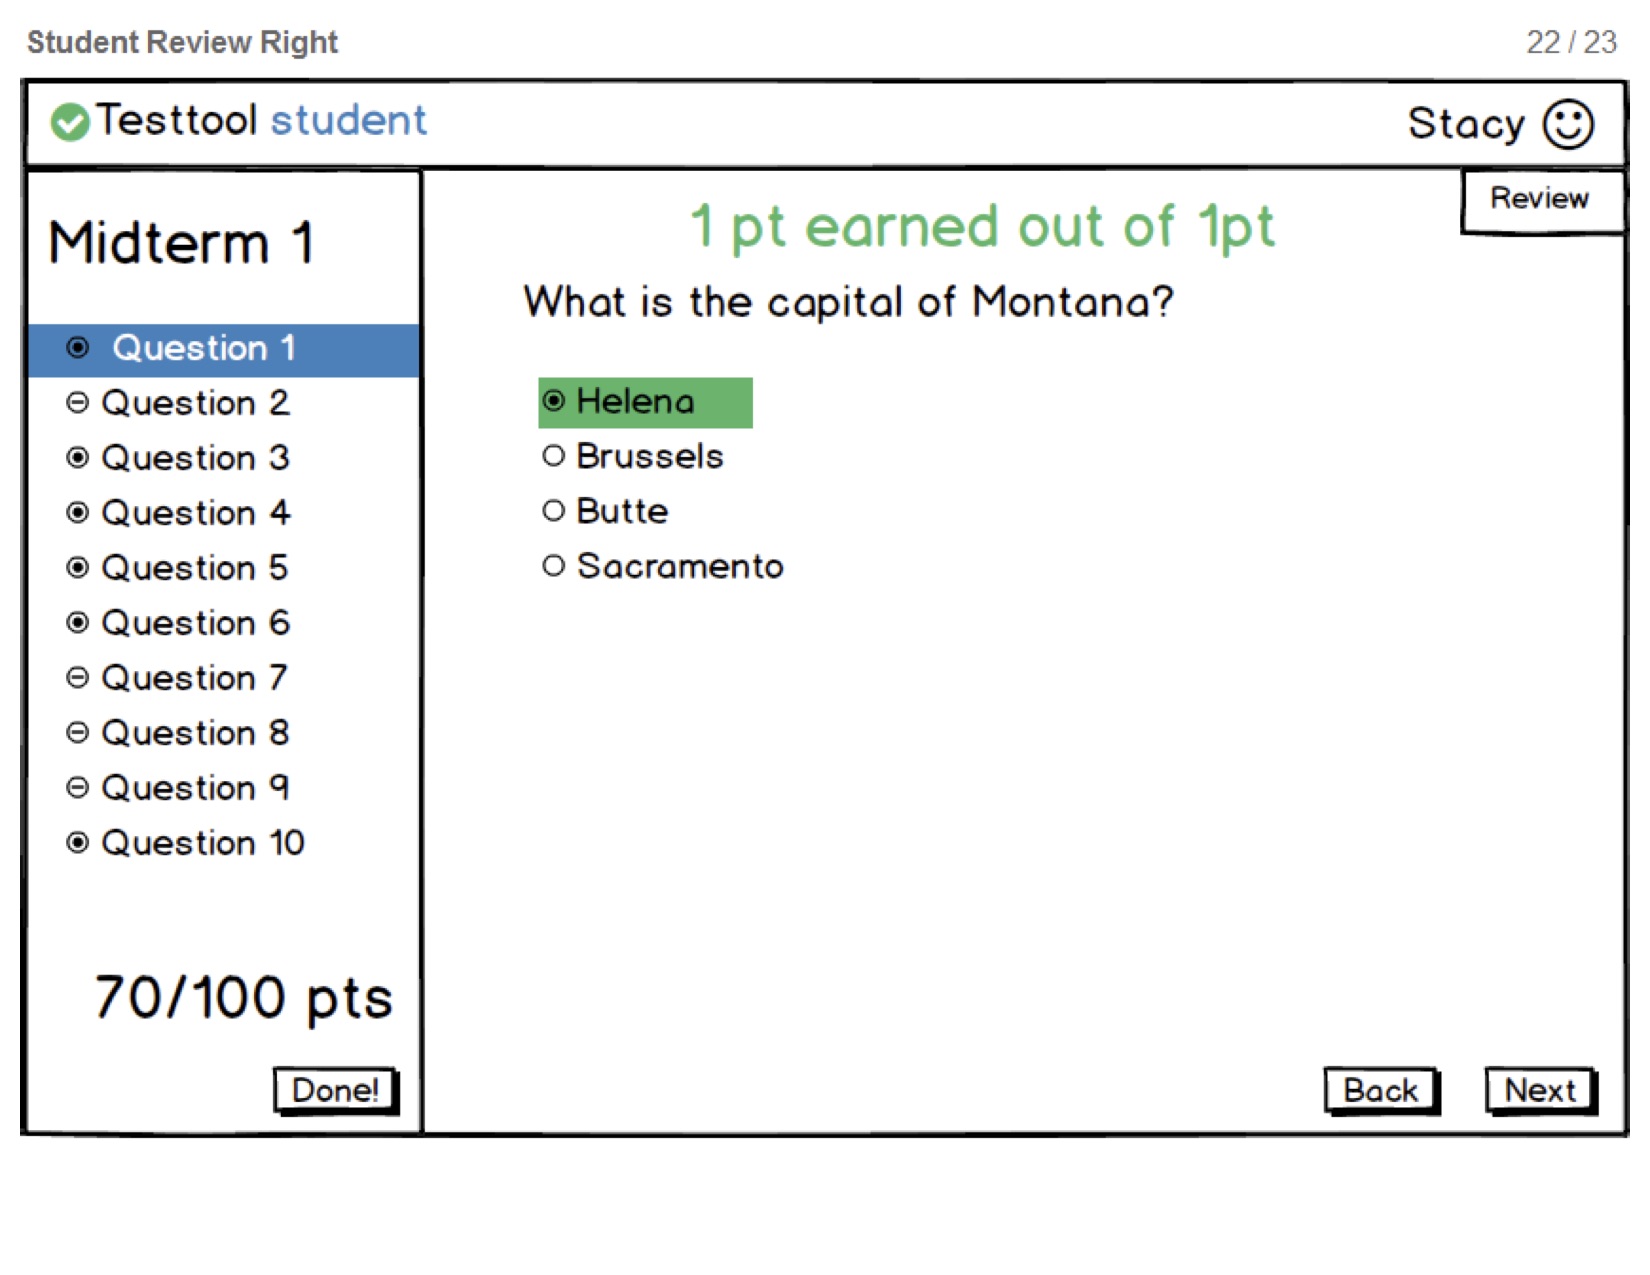 Student Review Right
22 / 23
Testtool student
Stacy
Midterm 1
Question 1
Question 2
Question 3
Question 4
Question 5
Question 6
Question 7
Question 8
Question 9
Question 10
70/100 pts
Done!
Review
1 pt earned out of 1pt
What is the capital of Montana?
Helena
Brussels
Butte
Sacramento
Back
Next